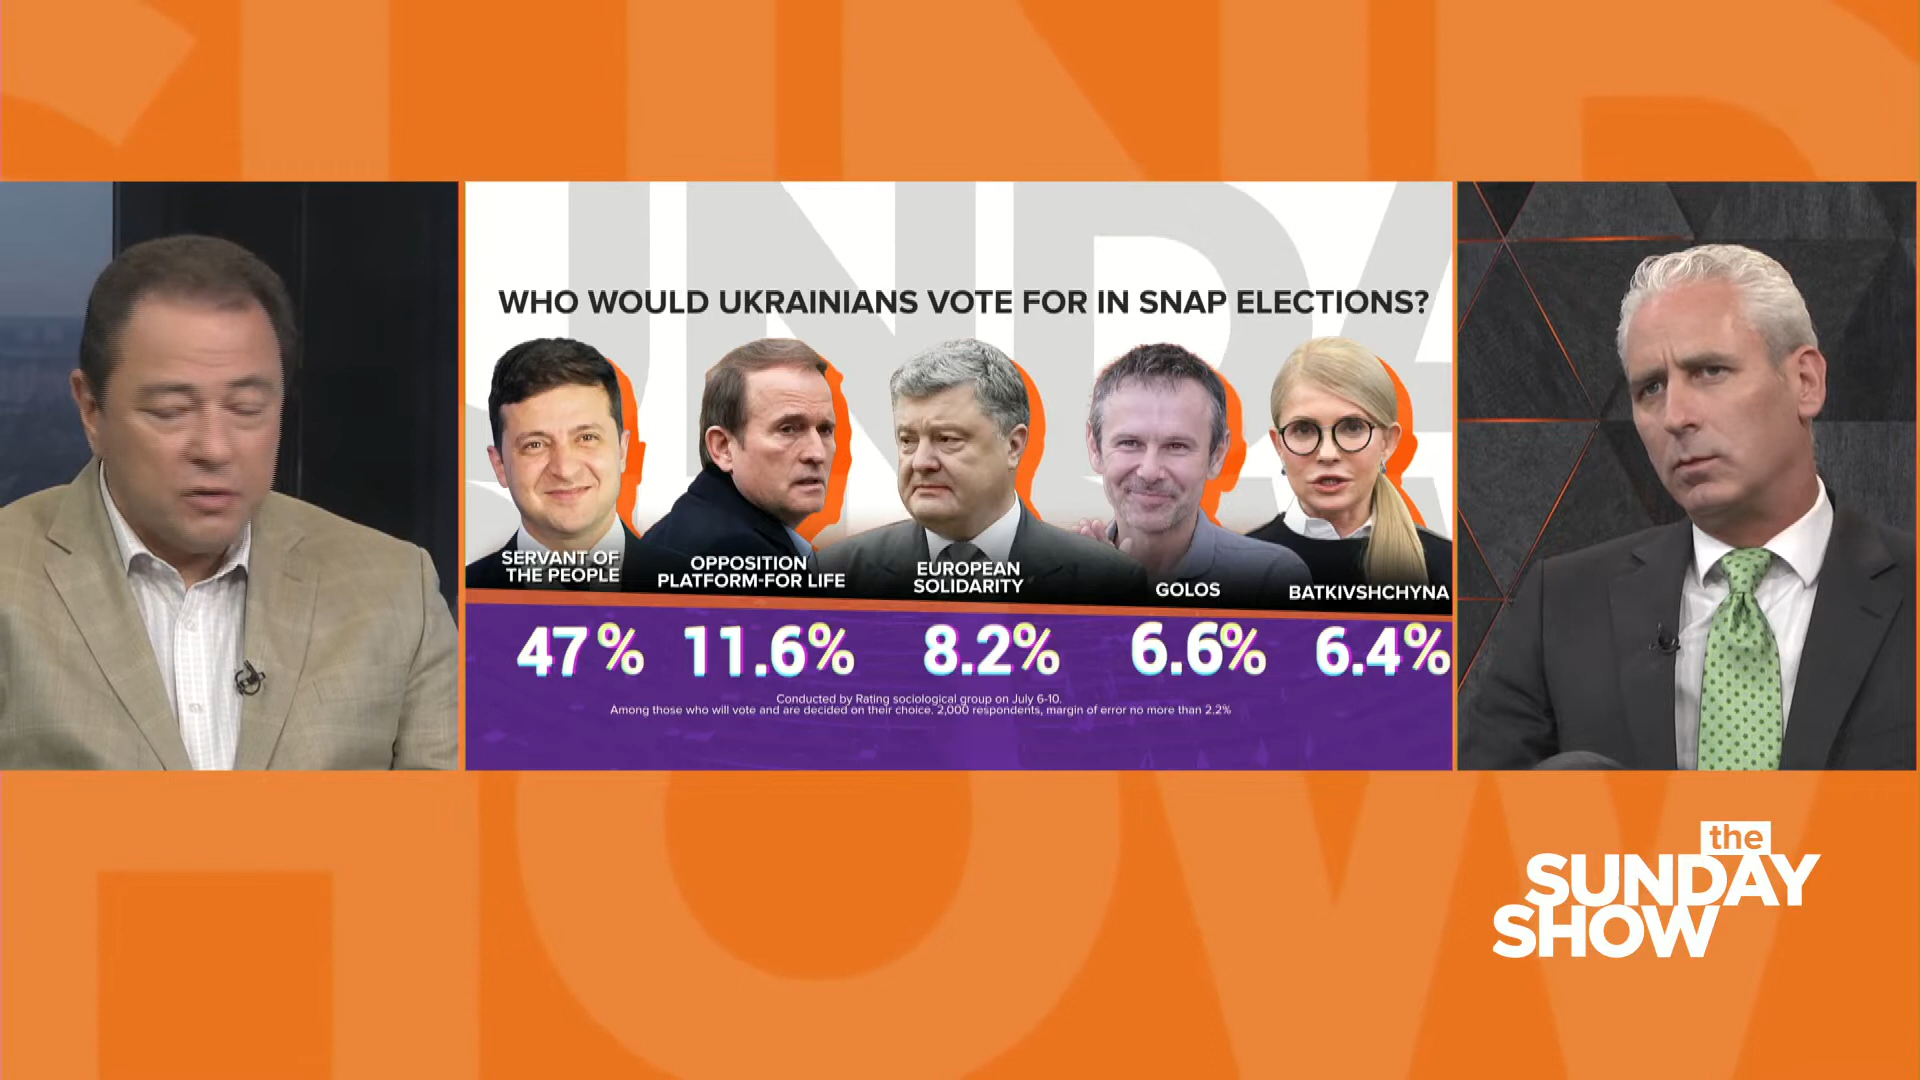 WHO WOULD UKRAINIANS VOTE FOR IN SNAP ELECTIONS?
SERVANT OF
THE PEOPLE
OPPOSITION
PLATFORM-FOR LIFE
EUROPEAN
SOLIDARITY
GOLOS
BATKIVSHCHYNA
47%
11.6%
8.2%
6.6%
6.4%
Conducted by Rating sociological group on July 6-10.
Among those who will vote and are decided on their choice. 2,000 respondents, margin of error no more than 2.2%
the
SUNDAY
SHOW